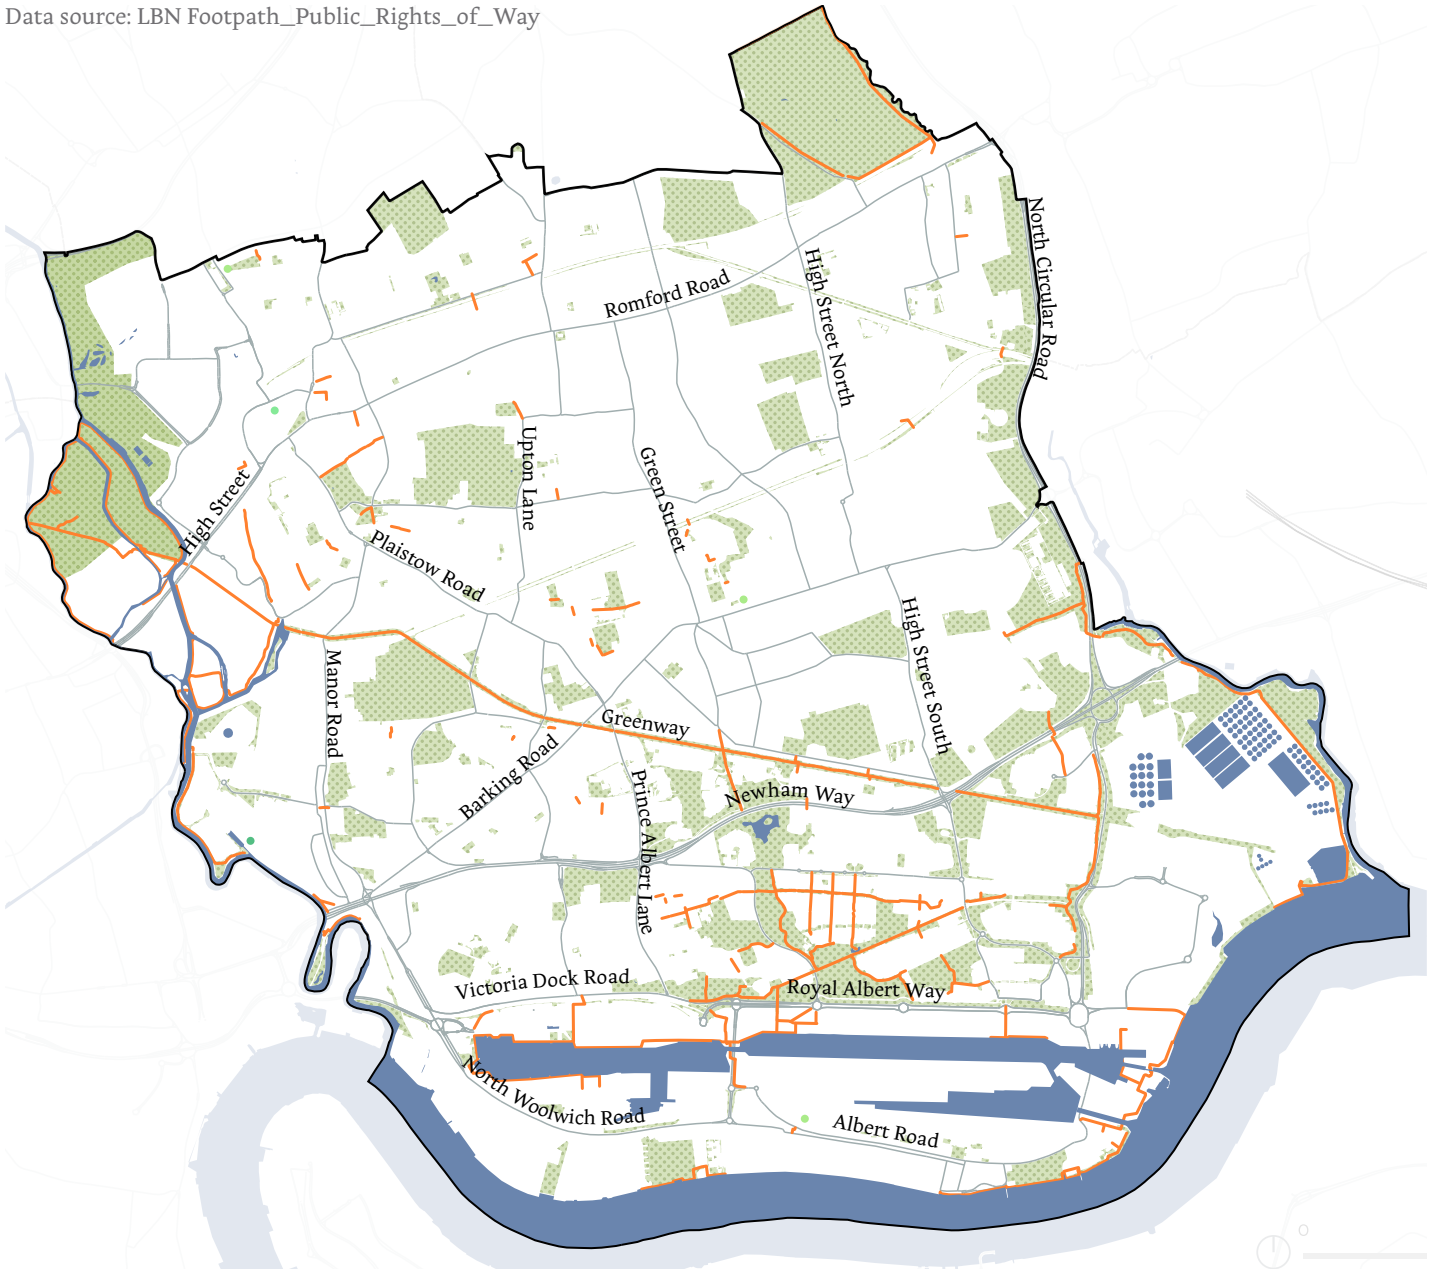 Data source: LBN Footpath_Public_Rights_of_Way
North Circular Road
High Street North
Romford Road
Upton Lane
Green Street
High Street
Plaistow Road
High Street South
Manor Road
Greenway
Barking Road
Prince Albert Lane
Newham Way
Victoria Dock Road
Royal Albert Way
North Woolwich Road
Albert Road
0